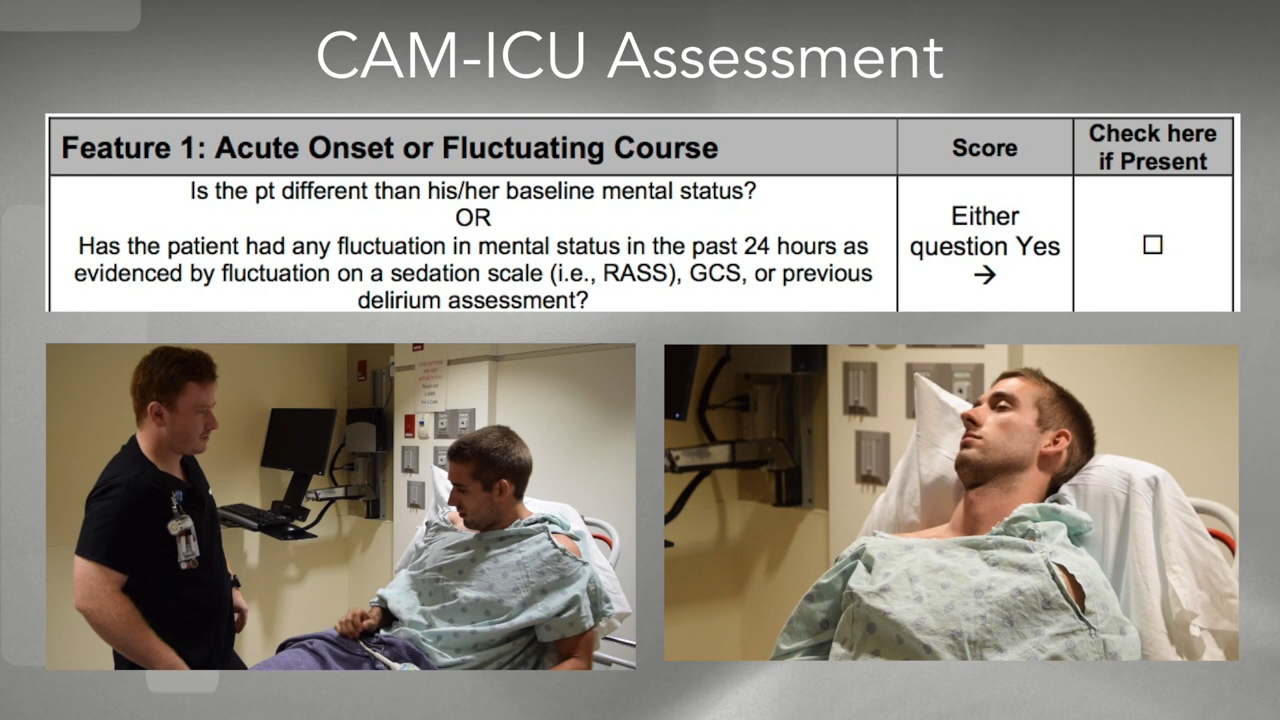 CAM-ICU Assessment
Feature 1: Acute Onset or Fluctuating Course
Score
Check here
if Present
Is the pt different than his/her baseline mental status?
OR
Has the patient had any fluctuation in mental status in the past 24 hours as
evidenced by fluctuation on a sedation scale (i.e., RASS), GCS, or previous
delirium assessment?
Either
question Yes
→
☐